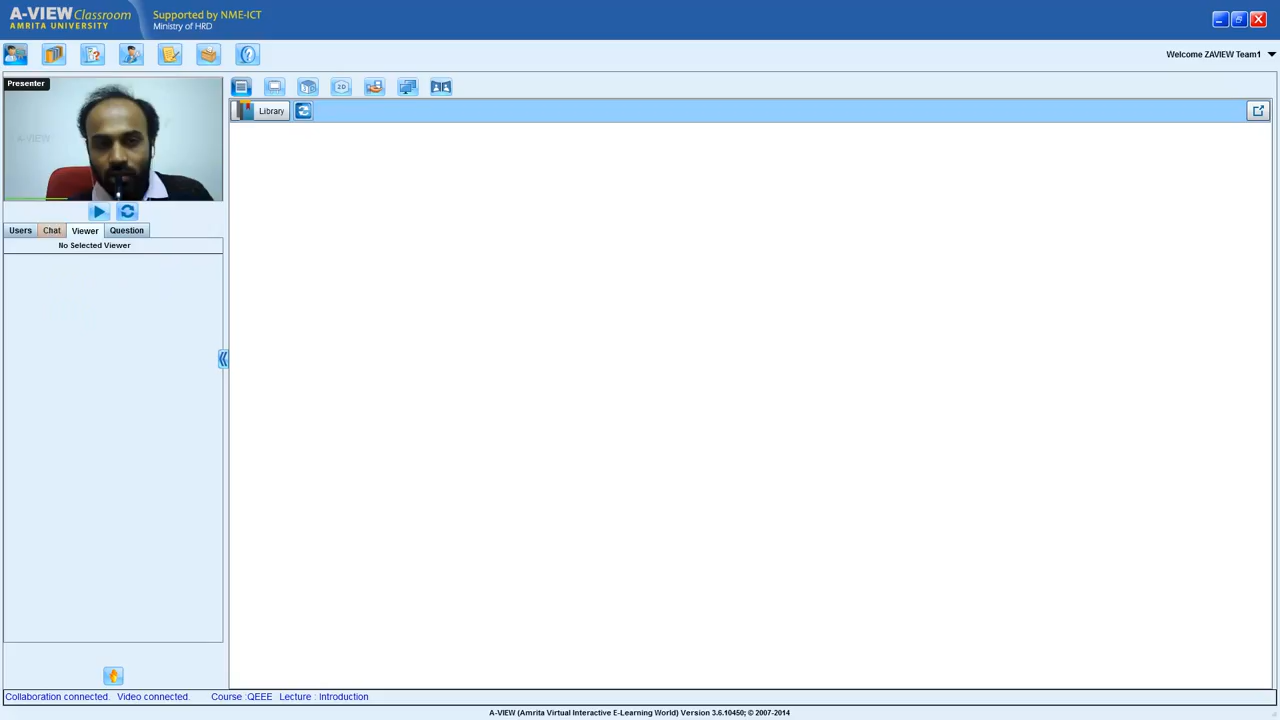 A-VIEW Classroom
AMRITA UNIVERSITY
Supported by NME-ICT
Ministry of HRD
Welcome ZAVIEW Team1
Presenter
A-VIEW
2D
Library
Users Chat Viewer Question
No Selected Viewer
Collaboration connected. Video connected. Course :QEEE Lecture : Introduction
A-VIEW (Amrita Virtual Interactive E-Learning World) Version 3.6.10450; © 2007-2014